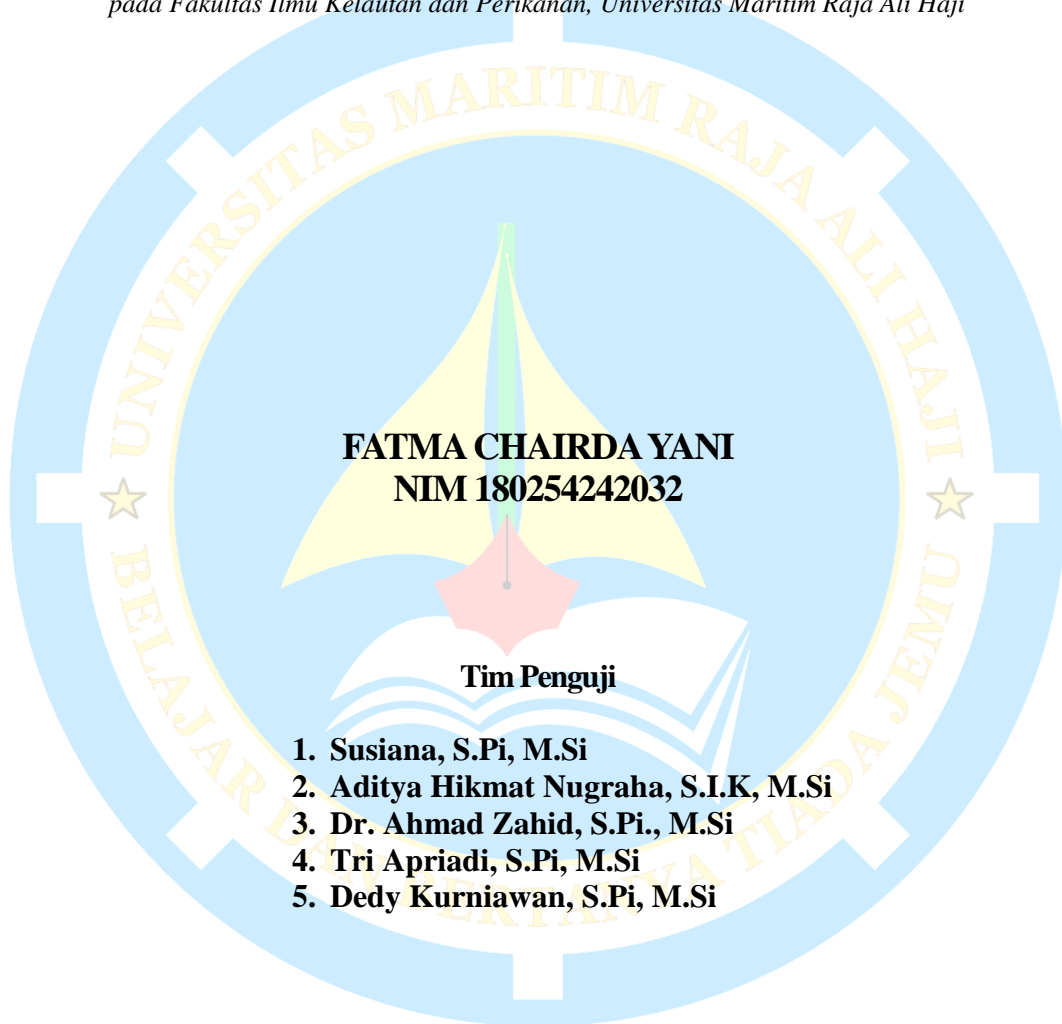 pada Fakultas Ilmu Kelautan dan Perikanan, Universitas Maritim Raja Ali Haji
UNIVERSITAS MARITIM RAJA ALI HAJI
FATMA CHAIRDA YANI
NIM 180254242032
Tim Penguji
1. Susiana, S.Pi, M.Si
2. Aditya Hikmat Nugraha, S.I.K, M.Si
3. Dr. Ahmad Zahid, S.Pi., M.Si
4. Tri Apriadi, S.Pi, M.Si
5. Dedy Kurniawan, S.Pi, M.Si
BELAJAR DAN BERTANYA TIADA JEMU